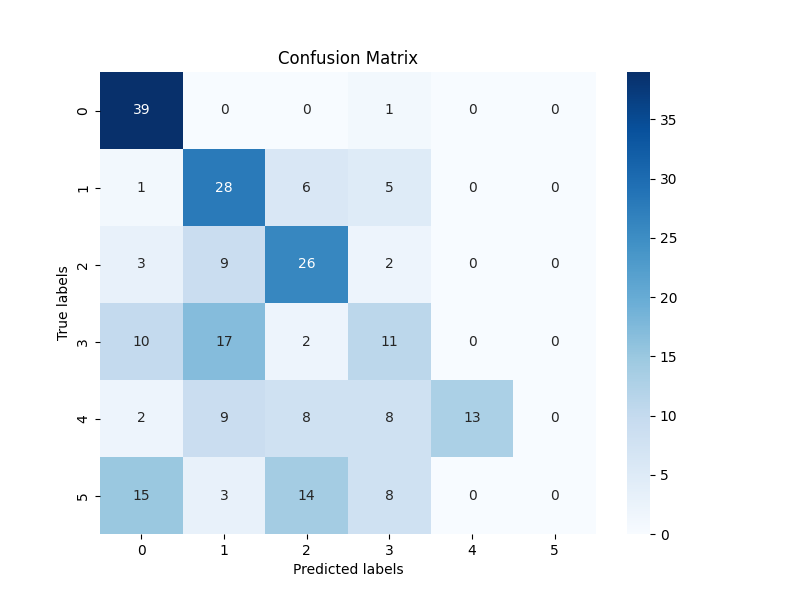 Confusion Matrix
True labels
0 39 0 0 1 0 0
1 1 28 6 5 0 0
2 3 9 26 2 0 0
3 10 17 2 11 0 0
4 2 9 8 8 13 0
5 15 3 14 8 0 0
0 1 2 3 4 5
Predicted labels
35
30
25
20
15
10
5
0